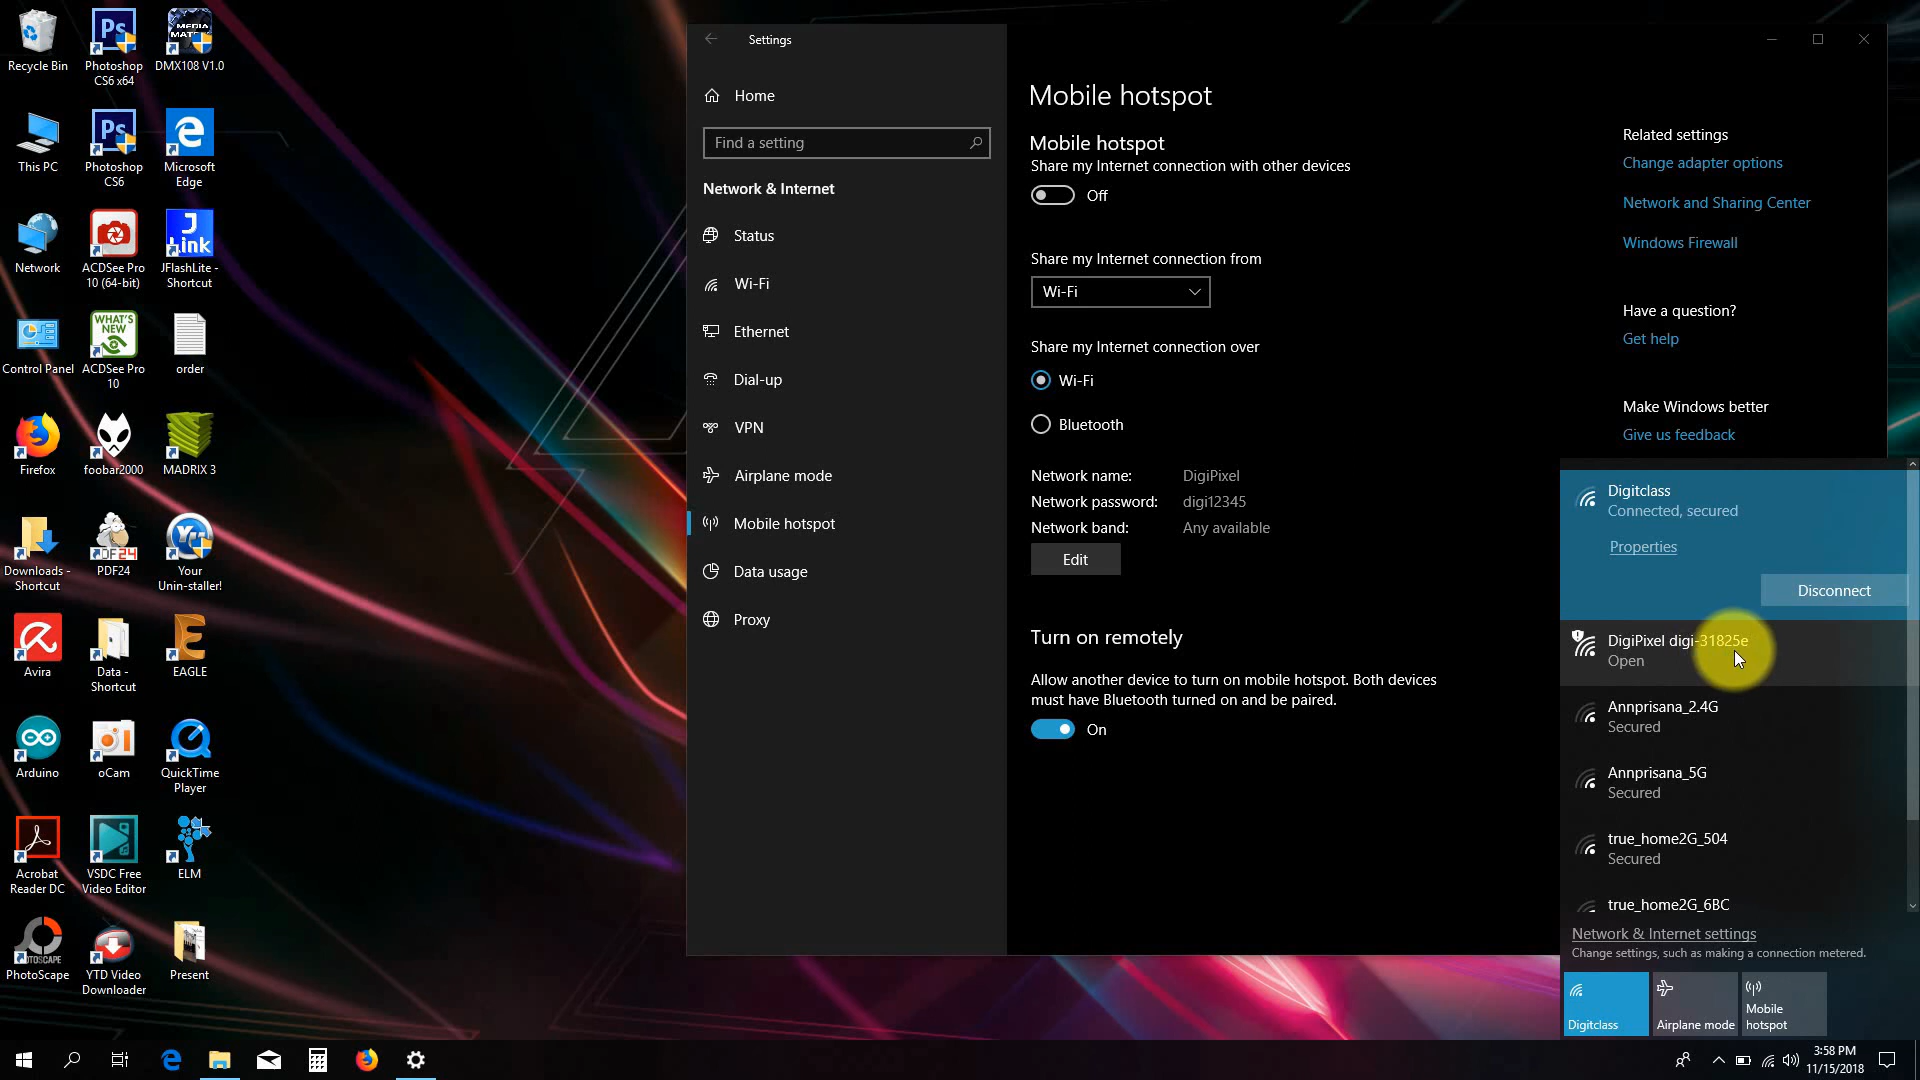 Recycle Bin
Photoshop
CS6 x64
DMX108 V1.0
This PC
Photoshop
CS6
Microsoft
Edge
Network
ACDSee Pro
10 (64-bit)
JFlashLite -
Shortcut
Control Panel
ACDSee Pro
10
order
Firefox
foobar2000
MADRIX 3
Downloads -
Shortcut
PDF24
Your
Unin-staller!
Avira
Data -
Shortcut
EAGLE
Arduino
oCam
QuickTime
Player
Acrobat
Reader DC
VSDC Free
Video Editor
ELM
PhotoScape
YTD Video
Downloader
Present
Settings
Home
Find a setting
Network & Internet
Status
Wi-Fi
Ethernet
Dial-up
VPN
Airplane mode
Mobile hotspot
Data usage
Proxy
Mobile hotspot
Mobile hotspot
Share my Internet connection with other devices
Off
Share my Internet connection from
Wi-Fi
Share my Internet connection over
Wi-Fi
Bluetooth
Network name: DigiPixel
Network password: digi12345
Network band: Any available
Edit
Turn on remotely
Allow another device to turn on mobile hotspot. Both devices
must have Bluetooth turned on and be paired.
On
Related settings
Change adapter options
Network and Sharing Center
Windows Firewall
Have a question?
Get help
Make Windows better
Give us feedback
Digitclass
Connected, secured
Properties
Disconnect
DigiPixel digi-31825e
Open
Annprisana_2.4G
Secured
Annprisana_5G
Secured
true_home2G_504
Secured
true_home2G_6BC
Network & Internet settings
Change settings, such as making a connection metered.
Digitclass
Airplane mode
Mobile
hotspot
3:58 PM
11/15/2018